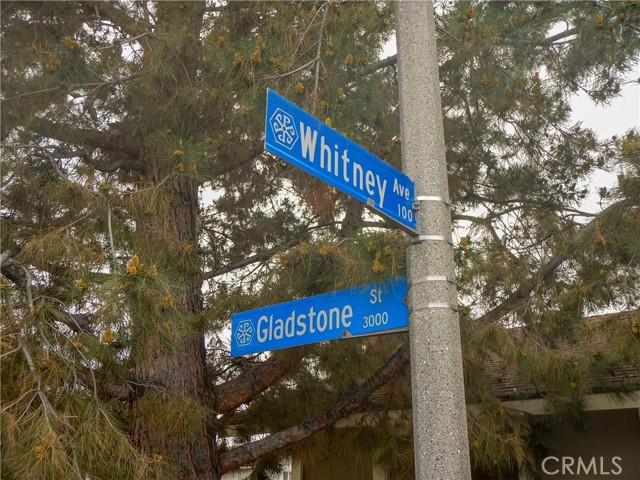 Whitney Ave
100
Gladstone St
3000
CRMLS